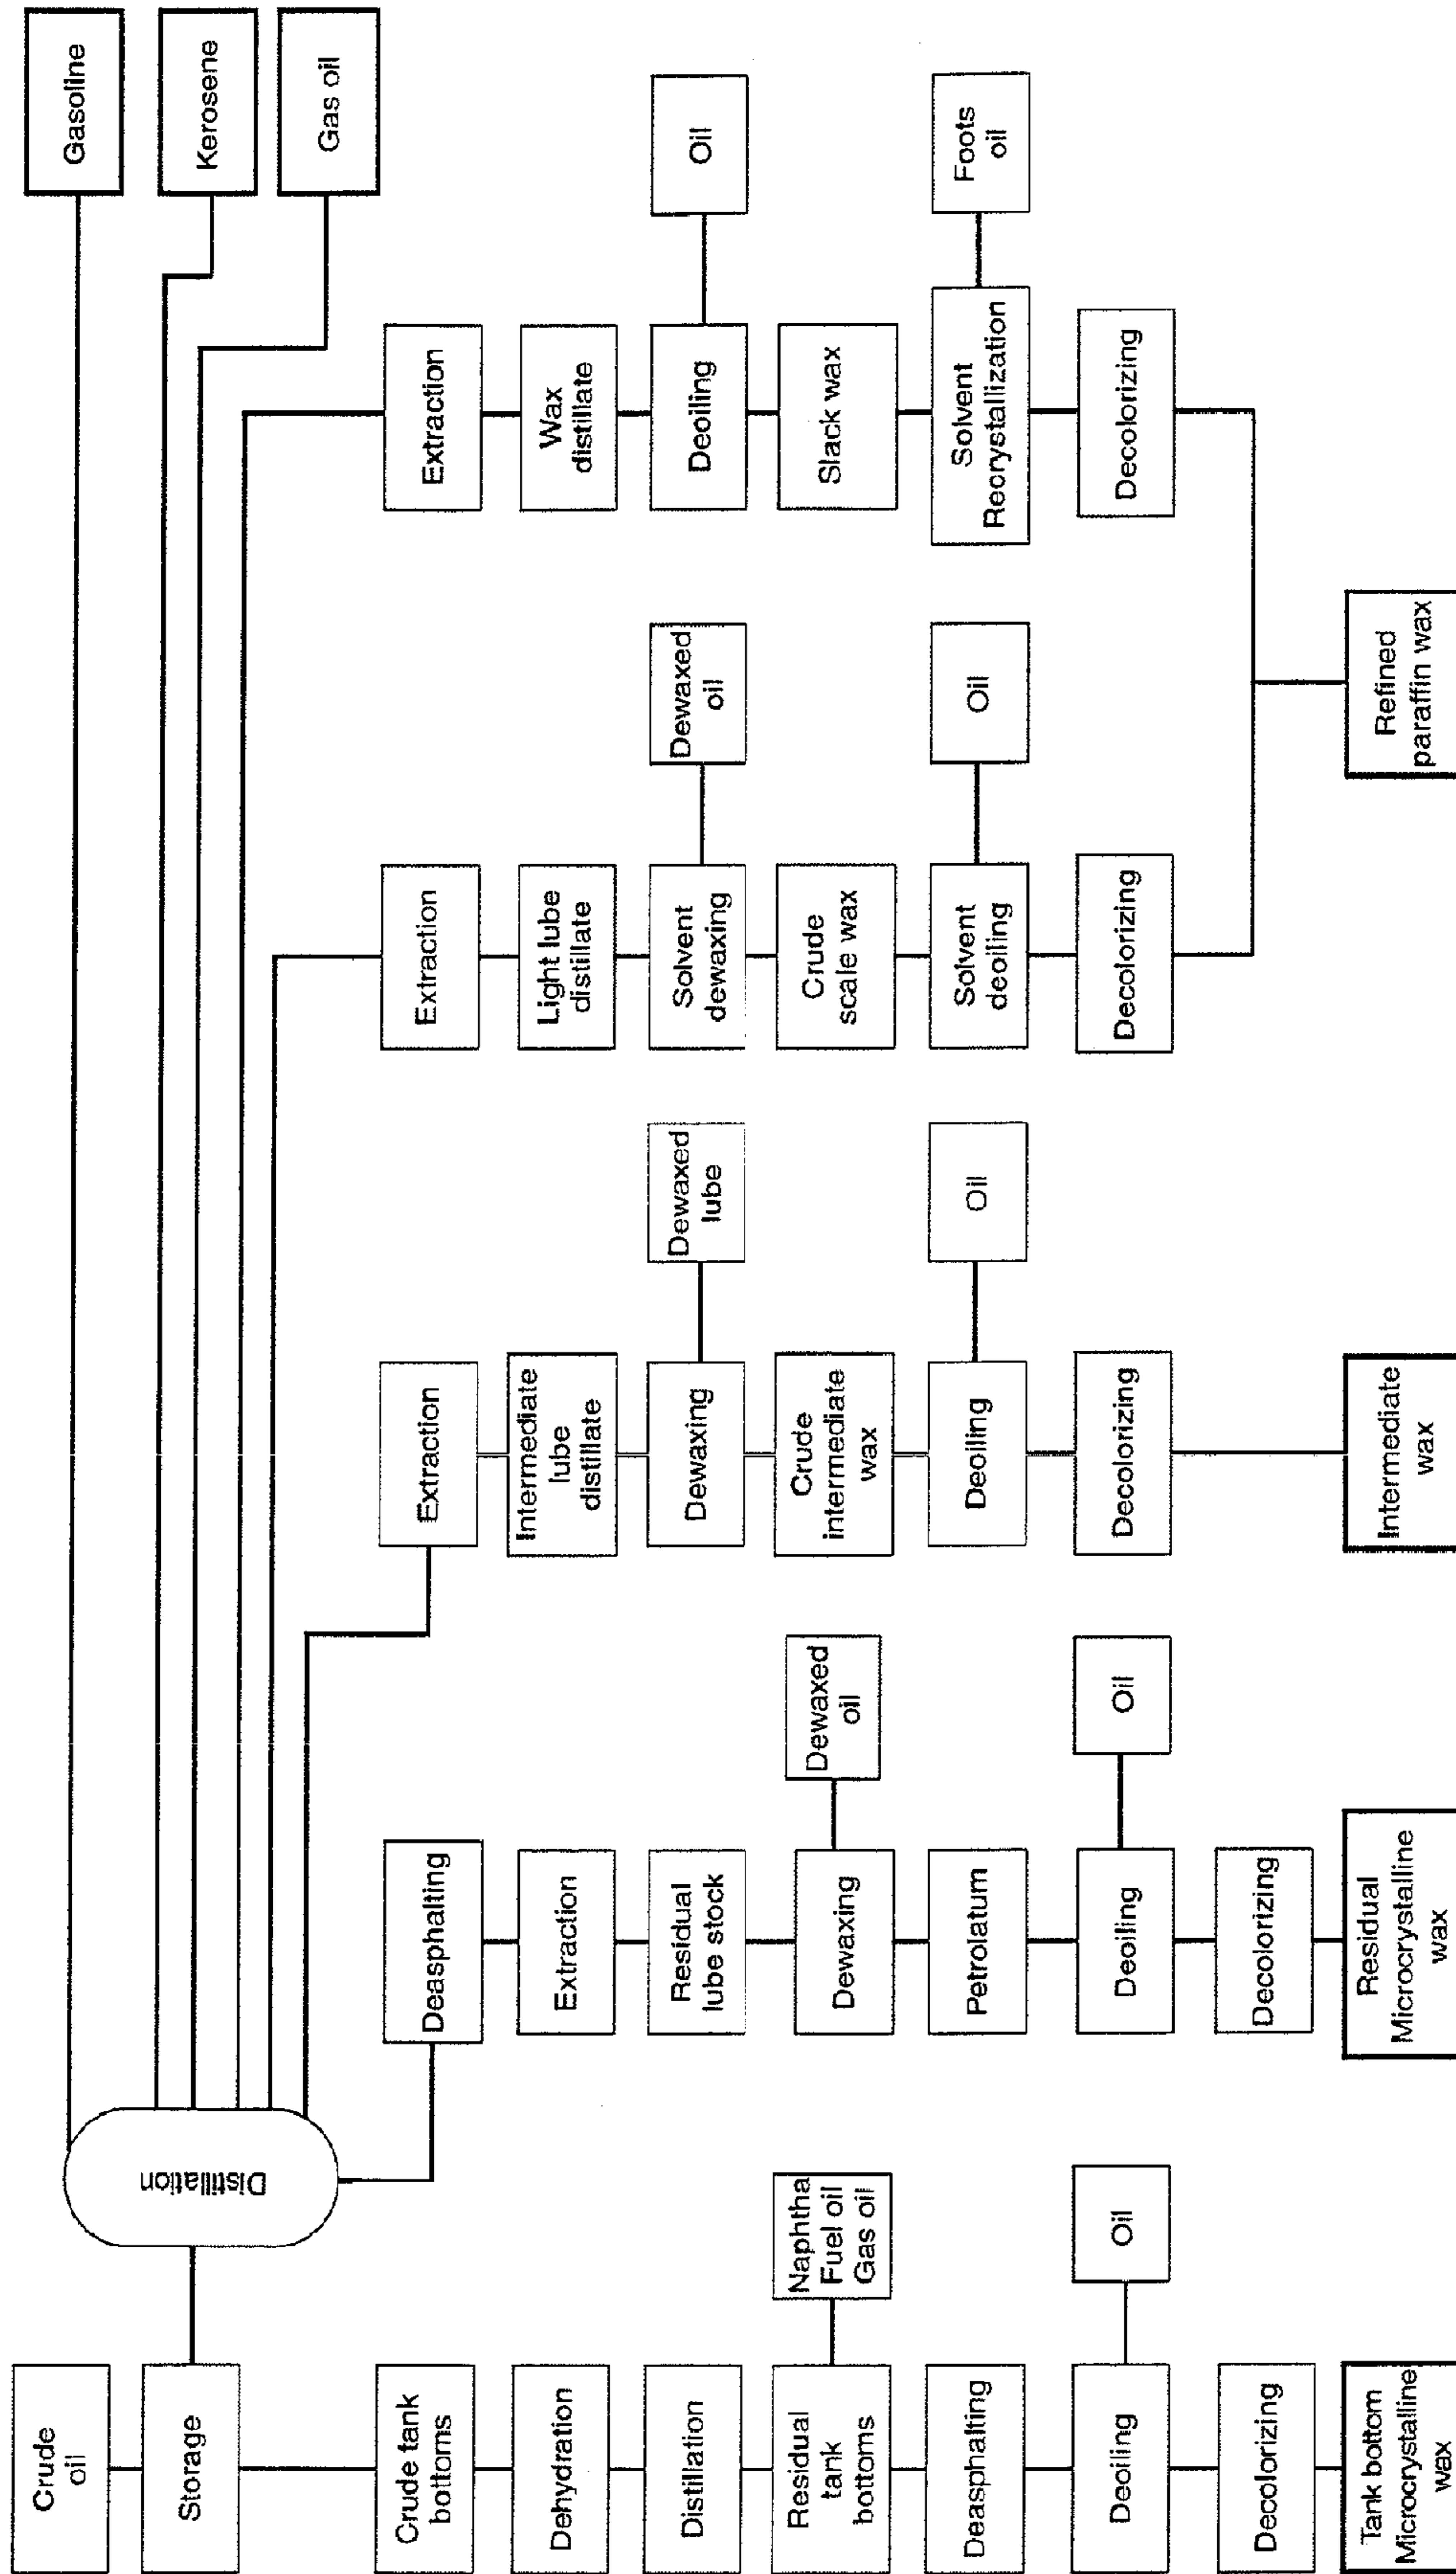 Crude
oil
Storage
Crude tank
bottoms
Dehydration
Distillation
Residual
tank
bottoms
Naphtha
Fuel oil
Gas oil
Deasphalting
Deoiling
Oil
Decolorizing
Tank bottom
Microcrystalline
wax
Distillation
Deasphalting
Extraction
Residual
lube stock
Dewaxing
Dewaxed
oil
Petrolatum
Deoiling
Oil
Decolorizing
Residual
Microcrystalline
wax
Extraction
Intermediate
lube
distillate
Dewaxing
Dewaxed
lube
Crude
intermediate
wax
Deoiling
Oil
Decolorizing
Intermediate
wax
Extraction
Light lube
distillate
Solvent
dewaxing
Dewaxed
oil
Crude
scale wax
Solvent
deoiling
Oil
Decolorizing
Extraction
Wax
distillate
Deoiling
Oil
Slack wax
Solvent
Recrystallization
Foots
oil
Decolorizing
Refined
paraffin wax
Gasoline
Kerosene
Gas oil